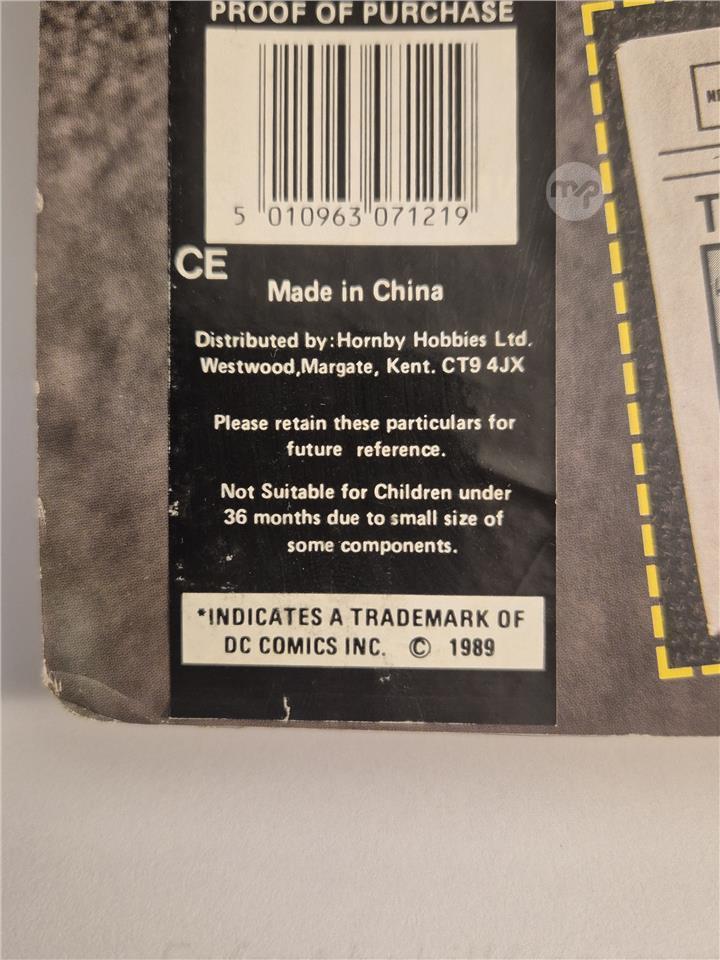 PROOF OF PURCHASE
5 010963 071219
mp
CE
Made in China
Distributed by:Hornby Hobbies Ltd.
Westwood,Margate, Kent. CT9 4JX
Please retain these particulars for
future reference.
Not Suitable for Children under
36 months due to small size of
some components.
*INDICATES A TRADEMARK OF
DC COMICS INC. © 1989